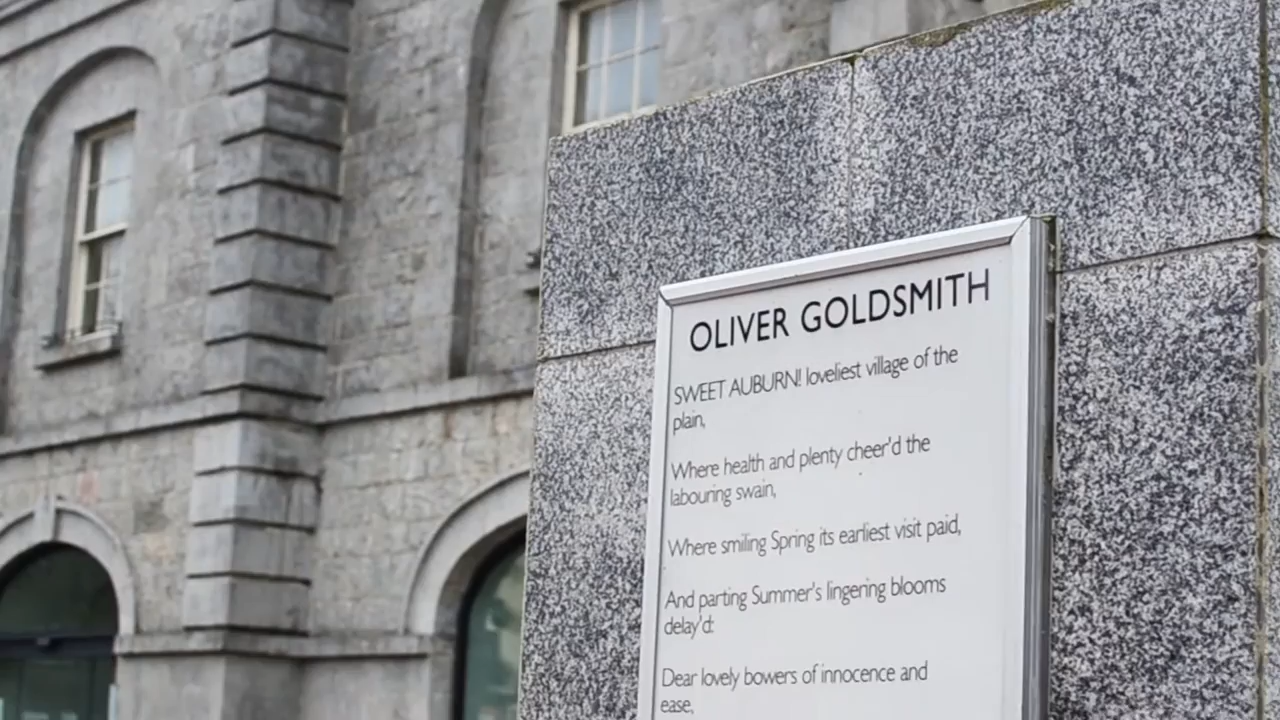 OLIVER GOLDSMITH
SWEET AUBURN! loveliest village of the
plain,
Where health and plenty cheer'd the
labouring swain,
Where smiling Spring its earliest visit paid,
And parting Summer's lingering blooms
delay'd:
Dear lovely bowers of innocence and
ease,